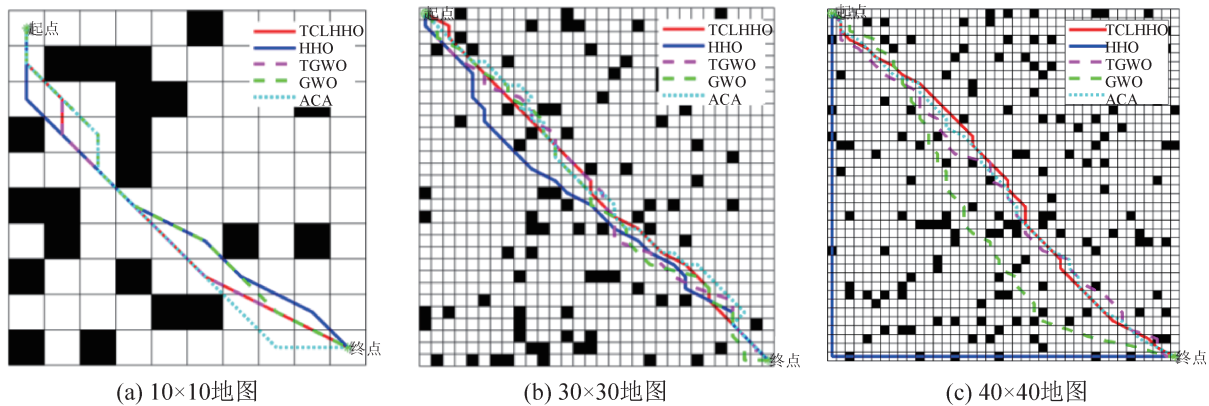 起点
TCLHHO
HHO
TGWO
GWO
ACA
终点
(a) 10×10地图
起点
TCLHHO
HHO
TGWO
GWO
ACA
终点
(b) 30×30地图
起点
TCLHHO
HHO
TGWO
GWO
ACA
终点
(c) 40×40地图